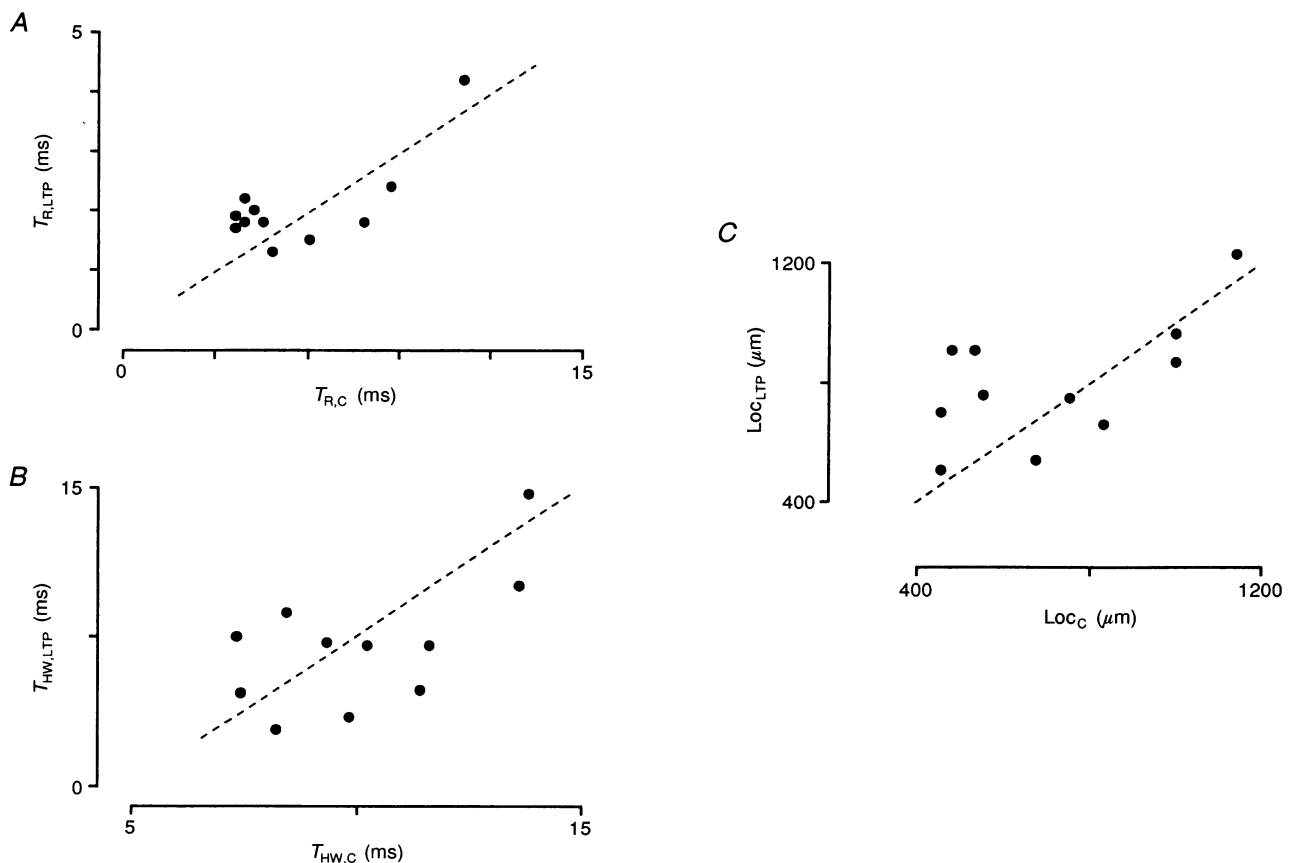 A
5
T_R,LTP (ms)
0
0
15
T_R,C (ms)
B
15
T_HW,LTP (ms)
0
5
15
T_HW,C (ms)
C
1200
Loc_LTP (μm)
400
400
1200
Loc_C (μm)